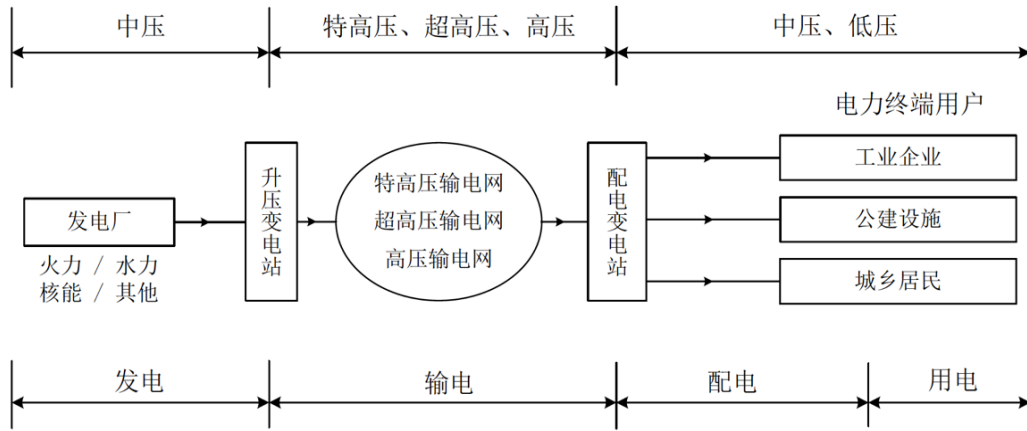 中压
特高压、超高压、高压
中压、低压
电力终端用户
发电厂
火力 / 水力
核能 / 其他
升压变电站
特高压输电网
超高压输电网
高压输电网
配电变电站
工业企业
公建设施
城乡居民
发电
输电
配电
用电